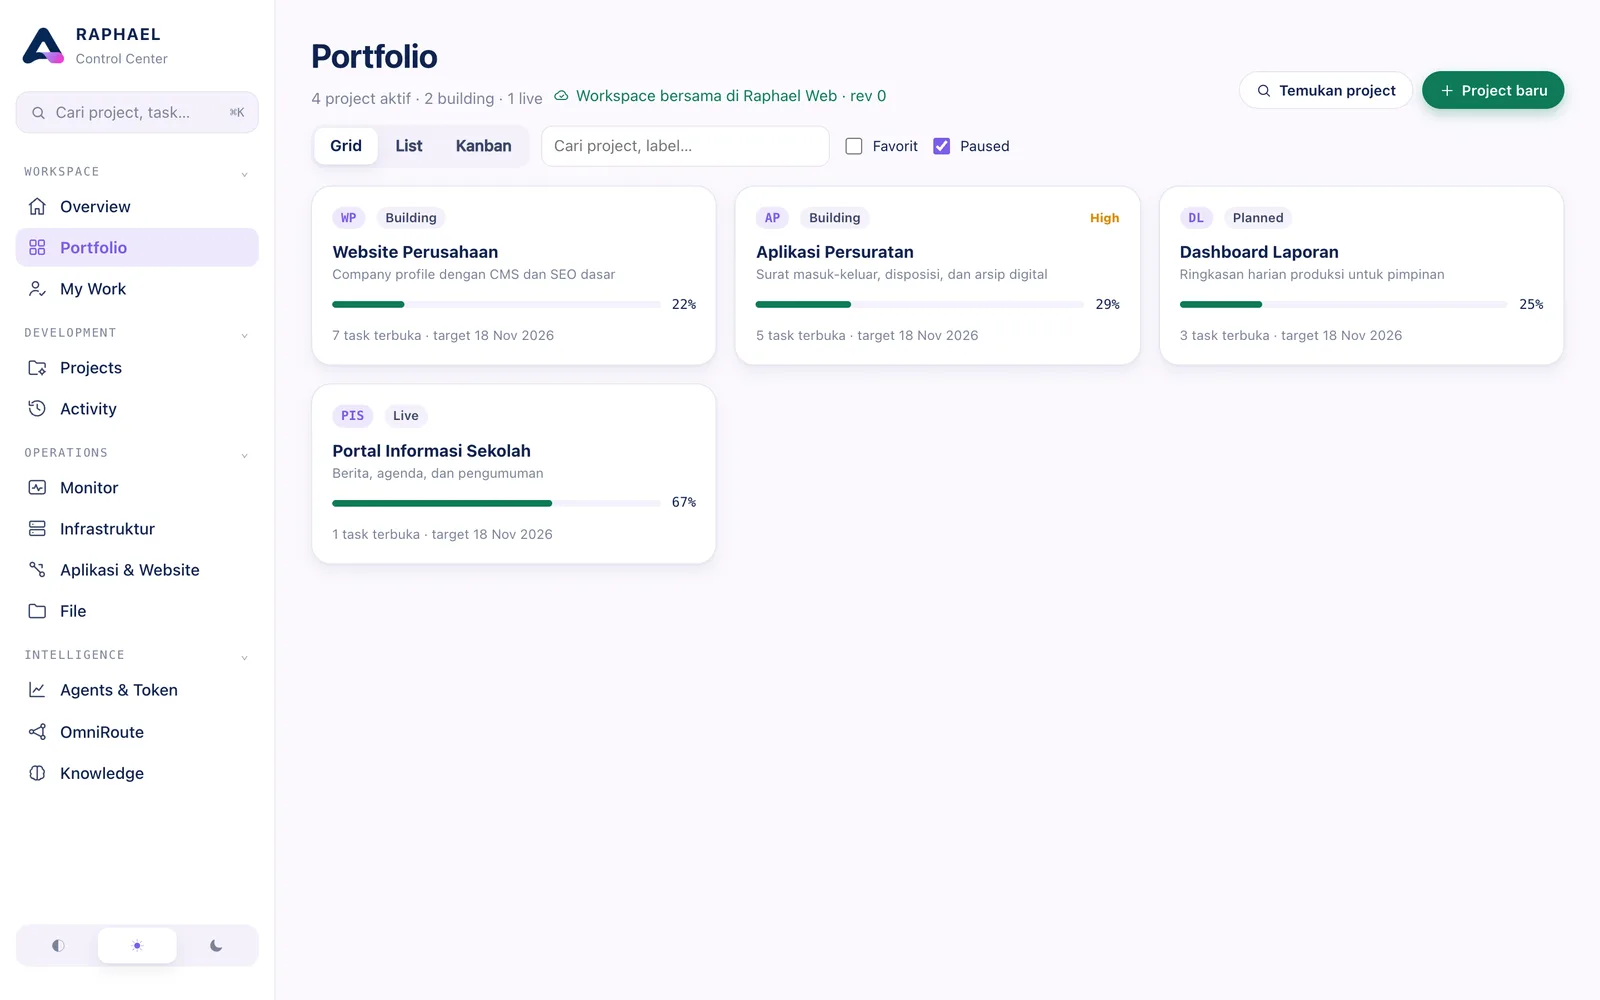 RAPHAEL
Control Center
Cari project, task... ⌘K
WORKSPACE
Overview
Portfolio
My Work
DEVELOPMENT
Projects
Activity
OPERATIONS
Monitor
Infrastruktur
Aplikasi & Website
File
INTELLIGENCE
Agents & Token
OmniRoute
Knowledge
Portfolio
4 project aktif · 2 building · 1 live Workspace bersama di Raphael Web · rev 0
Temukan project
+ Project baru
Grid List Kanban
Cari project, label...
Favorit
Paused
WP Building
Website Perusahaan
Company profile dengan CMS dan SEO dasar
22%
7 task terbuka · target 18 Nov 2026
AP Building High
Aplikasi Persuratan
Surat masuk-keluar, disposisi, dan arsip digital
29%
5 task terbuka · target 18 Nov 2026
DL Planned
Dashboard Laporan
Ringkasan harian produksi untuk pimpinan
25%
3 task terbuka · target 18 Nov 2026
PIS Live
Portal Informasi Sekolah
Berita, agenda, dan pengumuman
67%
1 task terbuka · target 18 Nov 2026